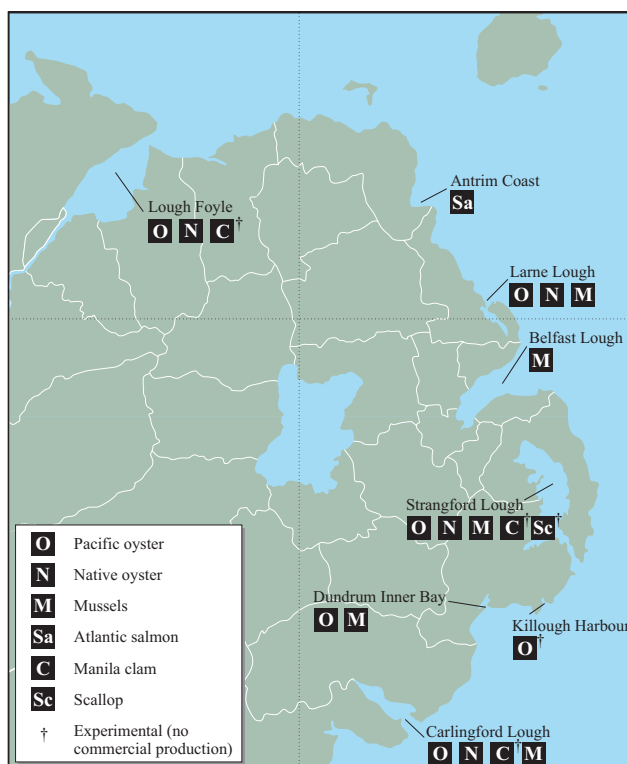 Antrim Coast
Sa
Lough Foyle
O N C†
Larne Lough
O N M
Belfast Lough
M
Strangford Lough
O N M C† Sc†
Dundrum Inner Bay
O M
Killough Harbour
O†
Carlingford Lough
O N C† M
O Pacific oyster
N Native oyster
M Mussels
Sa Atlantic salmon
C Manila clam
Sc Scallop
† Experimental (no
commercial production)